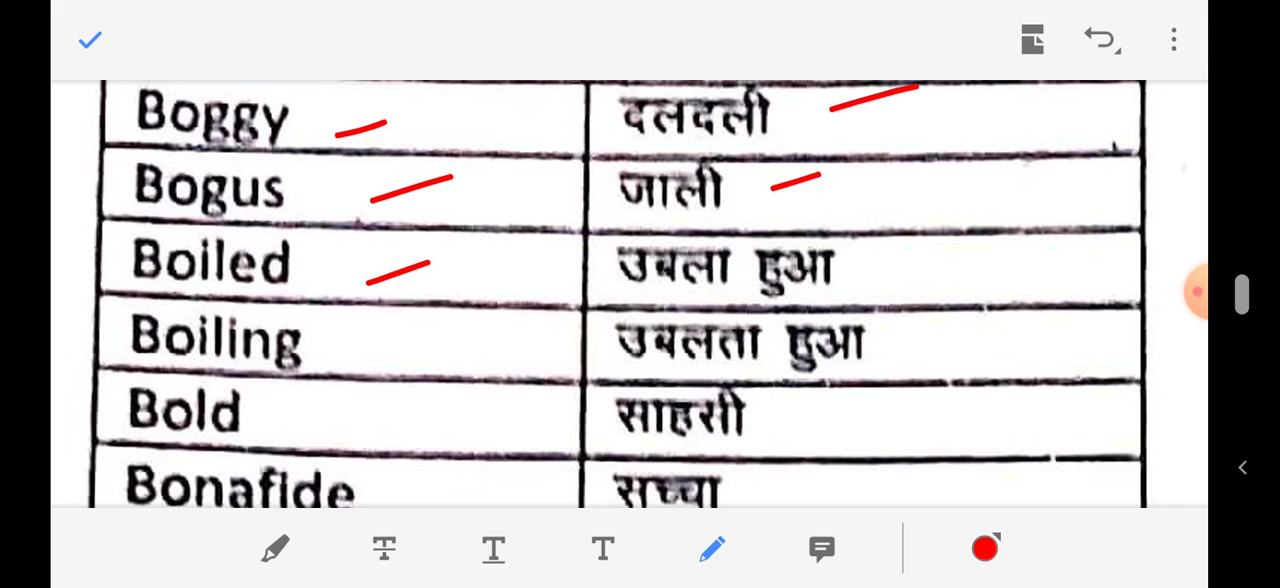 Boggy दलदली
Bogus जाली
Boiled उबला हुआ
Boiling उबलता हुआ
Bold साहसी
Bonafide सच्चा
T T T